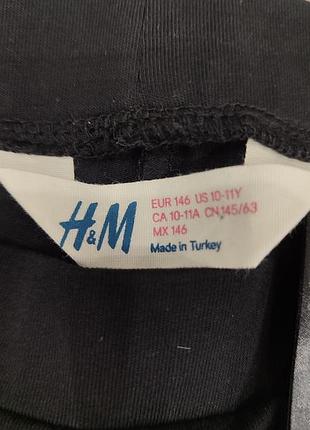 H&M
EUR 146 US 10-11Y
CA 10-11A CN 145/63
MX 146
Made in Turkey